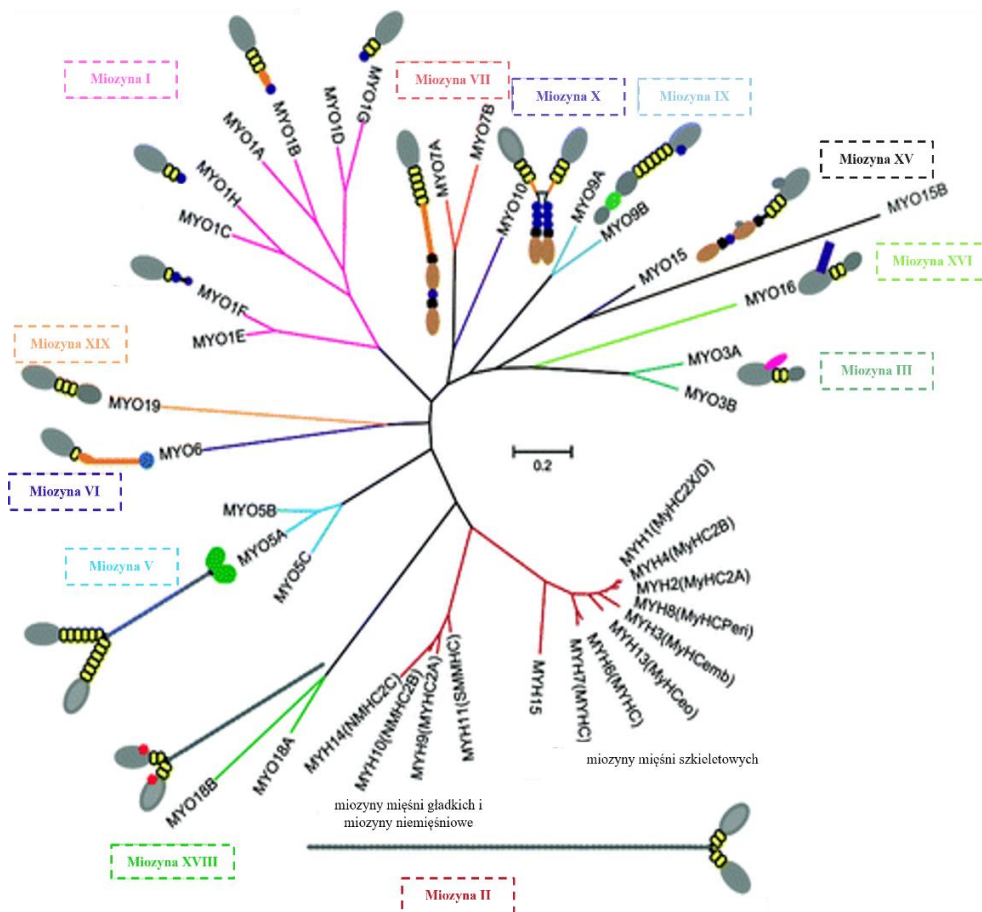 Miozyna I
Miozyna VII
Miozyna X
Miozyna IX
Miozyna XV
Miozyna XVI
Miozyna III
Miozyna XIX
Miozyna VI
Miozyna V
Miozyna XVIII
Miozyna II
MYO1G
MYO1D
MYO1B
MYO1A
MYO1H
MYO1C
MYO1F
MYO1E
MYO7A
MYO7B
MYO10
MYO9A
MYO9B
MYO15
MYO15B
MYO16
MYO3A
MYO3B
MYO19
MYO6
MYO5B
MYO5A
MYO5C
0.2
MYH1(MyHC2X/D)
MYH4(MyHC2B)
MYH2(MyHC2A)
MYH8(MyHCPeri)
MYH3(MyHCemb)
MYH13(MyHCeo)
MYH6(MYHC)
MYH7(MYHC)
MYH15
MYH11(SMMHC)
MYH9(MYHC2A)
MYH10(NMHC2B)
MYH14(NMHC2C)
MYO18A
MYO18B
miozyny mięśni szkieletowych
miozyny mięśni gładkich i
miozyny niemięśniowe